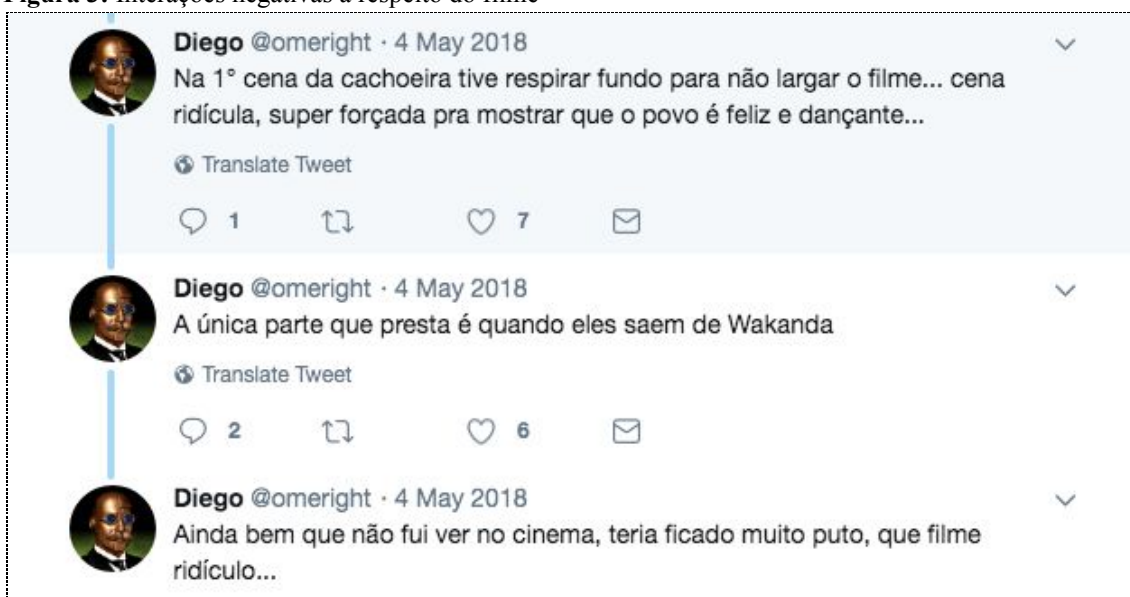 Figura 3: Interações negativas a respeito do filme
Diego @omeright · 4 May 2018
Na 1° cena da cachoeira tive respirar fundo para não largar o filme... cena
ridícula, super forçada pra mostrar que o povo é feliz e dançante...
Translate Tweet
1 7
Diego @omeright · 4 May 2018
A única parte que presta é quando eles saem de Wakanda
Translate Tweet
2 6
Diego @omeright · 4 May 2018
Ainda bem que não fui ver no cinema, teria ficado muito puto, que filme
ridículo...